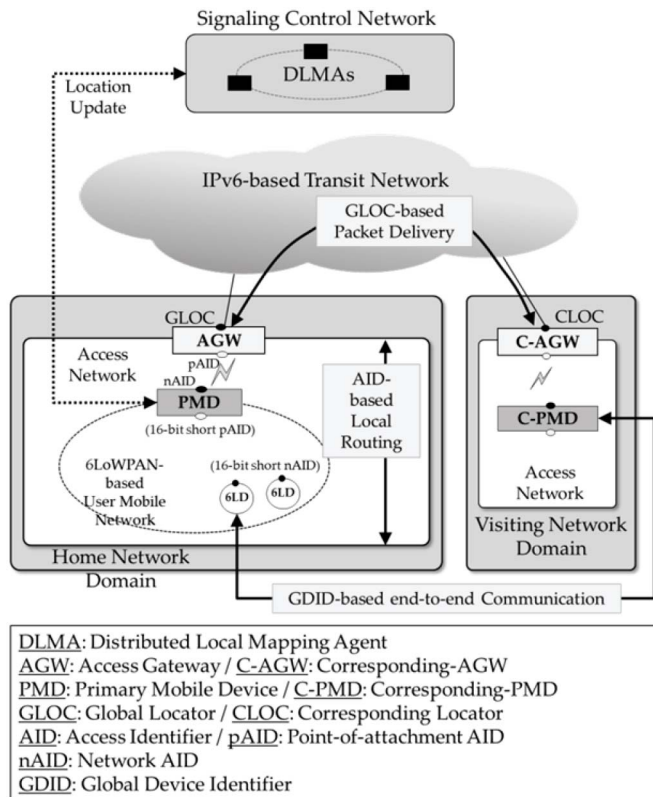 Signaling Control Network
DLMAs
Location
Update
IPv6-based Transit Network
GLOC-based
Packet Delivery
GLOC
CLOC
AGW
C-AGW
Access
Network
pAID
nAID
PMD
(16-bit short pAID)
AID-
based
Local
Routing
C-PMD
6LoWPAN-
based
User Mobile
Network
(16-bit short nAID)
6LD
6LD
Access
Network
Home Network
Domain
Visiting Network
Domain
GDID-based end-to-end Communication
DLMA: Distributed Local Mapping Agent
AGW: Access Gateway / C-AGW: Corresponding-AGW
PMD: Primary Mobile Device / C-PMD: Corresponding-PMD
GLOC: Global Locator / CLOC: Corresponding Locator
AID: Access Identifier / pAID: Point-of-attachment AID
nAID: Network AID
GDID: Global Device Identifier